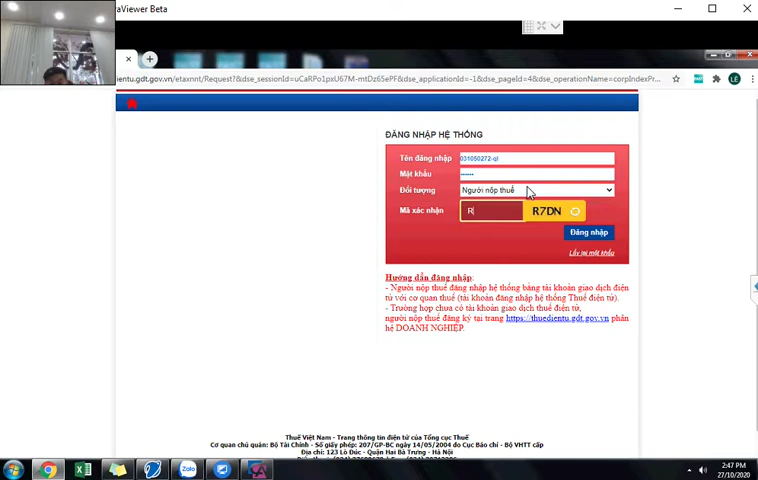 raViewer Beta
dientu.gdt.gov.vn/etaxnnt/Request?&dse_sessionId=uCaRPo1pxU67M-mtDz65ePF&dse_applicationId=-1&dse_pageId=4&dse_operationName=corpIndexPr...
ĐĂNG NHẬP HỆ THỐNG
Tên đăng nhập 031050272-ql
Mật khẩu ••••••
Đối tượng Người nộp thuế
Mã xác nhận R R7DN
Đăng nhập
Lấy lại mật khẩu
Hướng dẫn đăng nhập:
- Người nộp thuế đăng nhập hệ thống bằng tài khoản giao dịch điện
tử với cơ quan thuế (tài khoản đăng nhập hệ thống Thuế điện tử).
- Trường hợp chưa có tài khoản giao dịch thuế điện tử,
người nộp thuế đăng ký tại trang https://thuedientu.gdt.gov.vn phân
hệ DOANH NGHIỆP.
Thuế Việt Nam - Trang thông tin điện tử của Tổng cục Thuế
Cơ quan chủ quản: Bộ Tài Chính - Số giấy phép: 207/GP-BC ngày 14/05/2004 do Cục Báo chí - Bộ VHTT cấp
Địa chỉ: 123 Lò Đúc - Quận Hai Bà Trưng - Hà Nội
Zalo
2:47 PM
27/10/2020